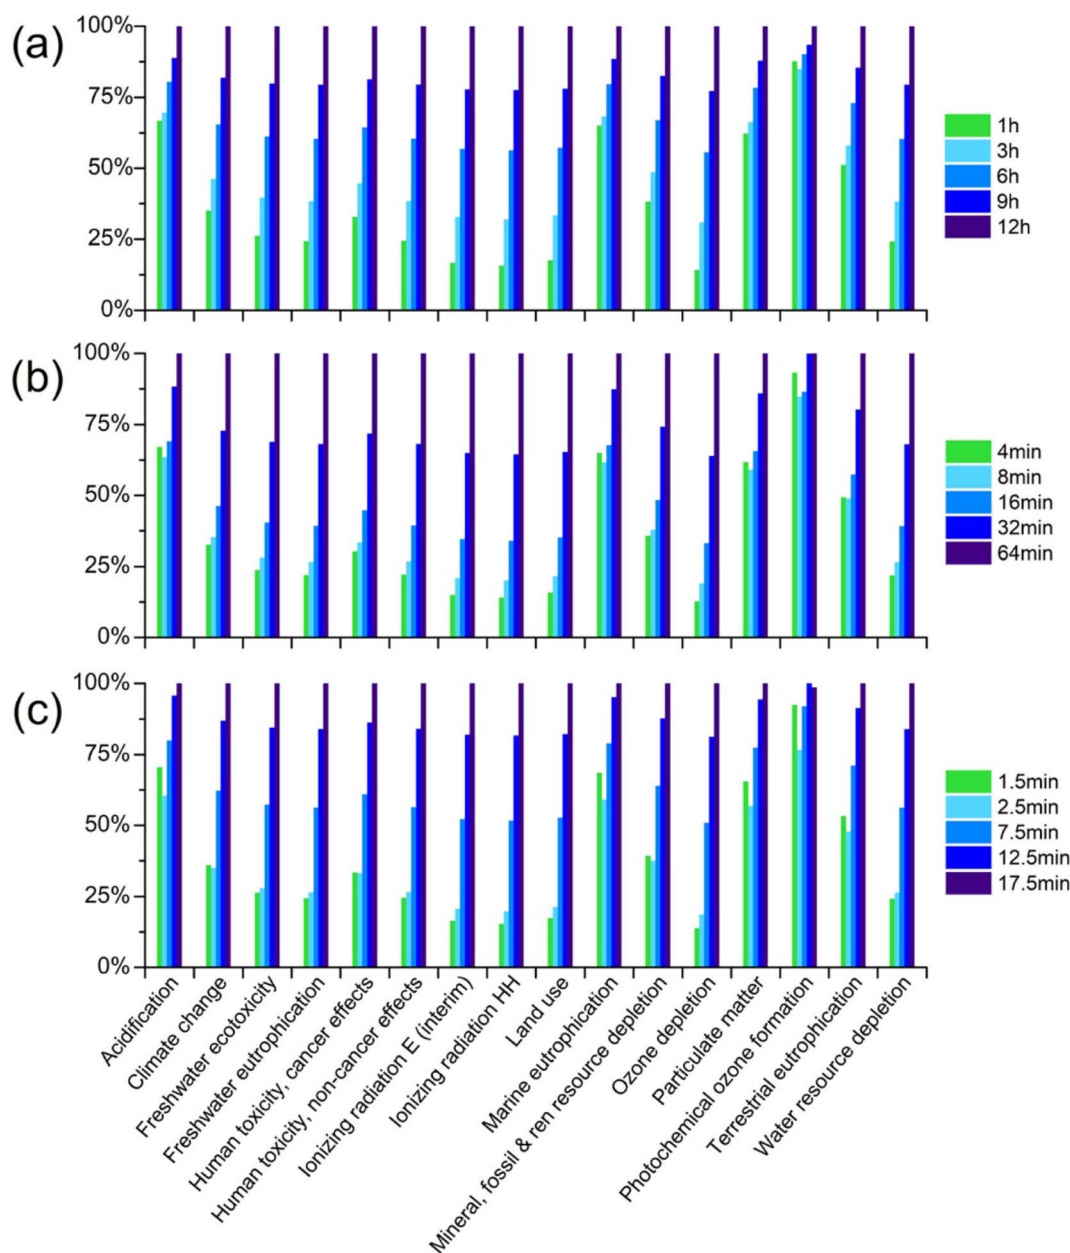 (a)
100%
75%
50%
25%
0%
1h
3h
6h
9h
12h
(b)
100%
75%
50%
25%
0%
4min
8min
16min
32min
64min
(c)
100%
75%
50%
25%
0%
1.5min
2.5min
7.5min
12.5min
17.5min
Acidification
Climate change
Freshwater ecotoxicity
Freshwater eutrophication
Human toxicity, cancer effects
Human toxicity, non-cancer effects
Ionizing radiation E (interim)
Ionizing radiation HH
Land use
Marine eutrophication
Mineral, fossil & ren resource depletion
Ozone depletion
Particulate matter
Photochemical ozone formation
Terrestrial eutrophication
Water resource depletion